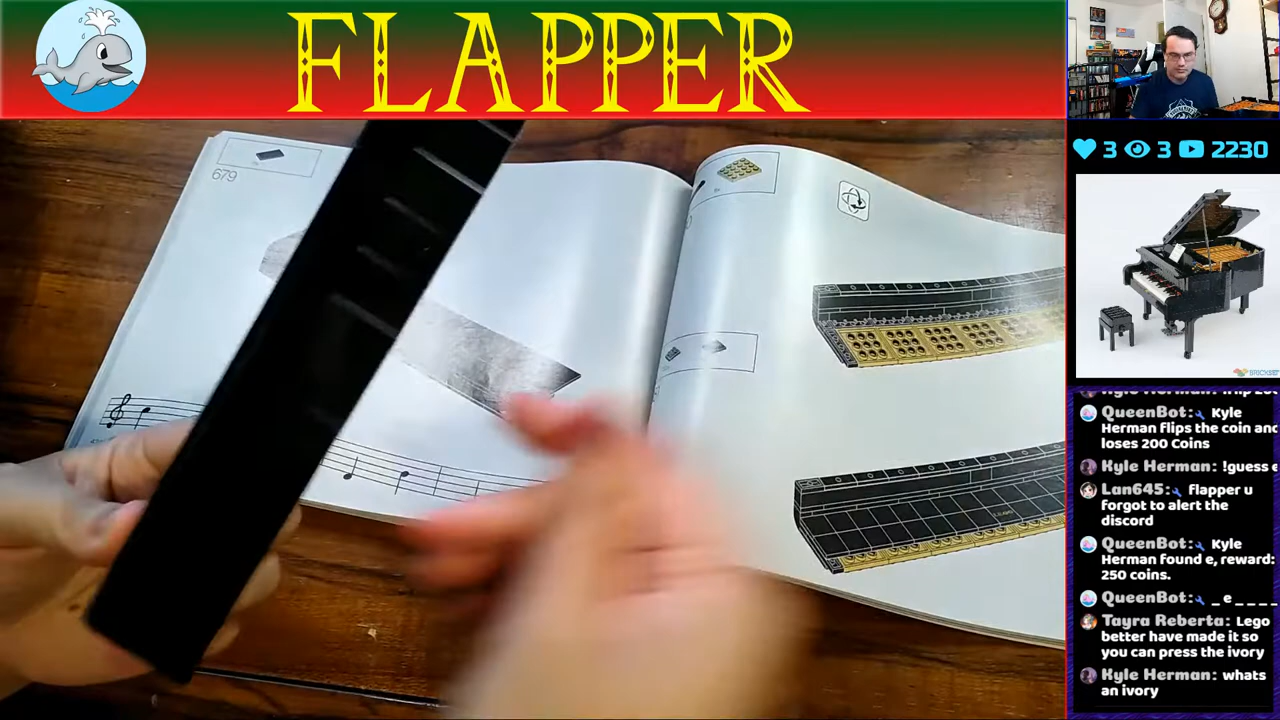 FLAPPER
3 3 2230
679
BRICKSET
QueenBot: Kyle
Herman flips the coin and
loses 200 Coins
Kyle Herman: !guess e
Lan645: flapper u
forgot to alert the
discord
QueenBot: Kyle
Herman found e, reward:
250 coins.
QueenBot: _ e _ _ _ _
Tayra Reberta: Lego
better have made it so
you can press the ivory
Kyle Herman: whats
an ivory